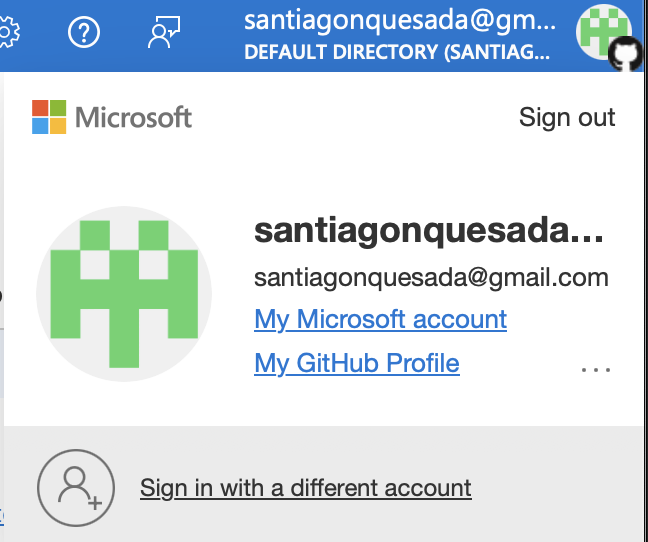 santiagonquesada@gm...
DEFAULT DIRECTORY (SANTIAG...
Microsoft
Sign out
santiagonquesada...
santiagonquesada@gmail.com
My Microsoft account
My GitHub Profile
...
Sign in with a different account